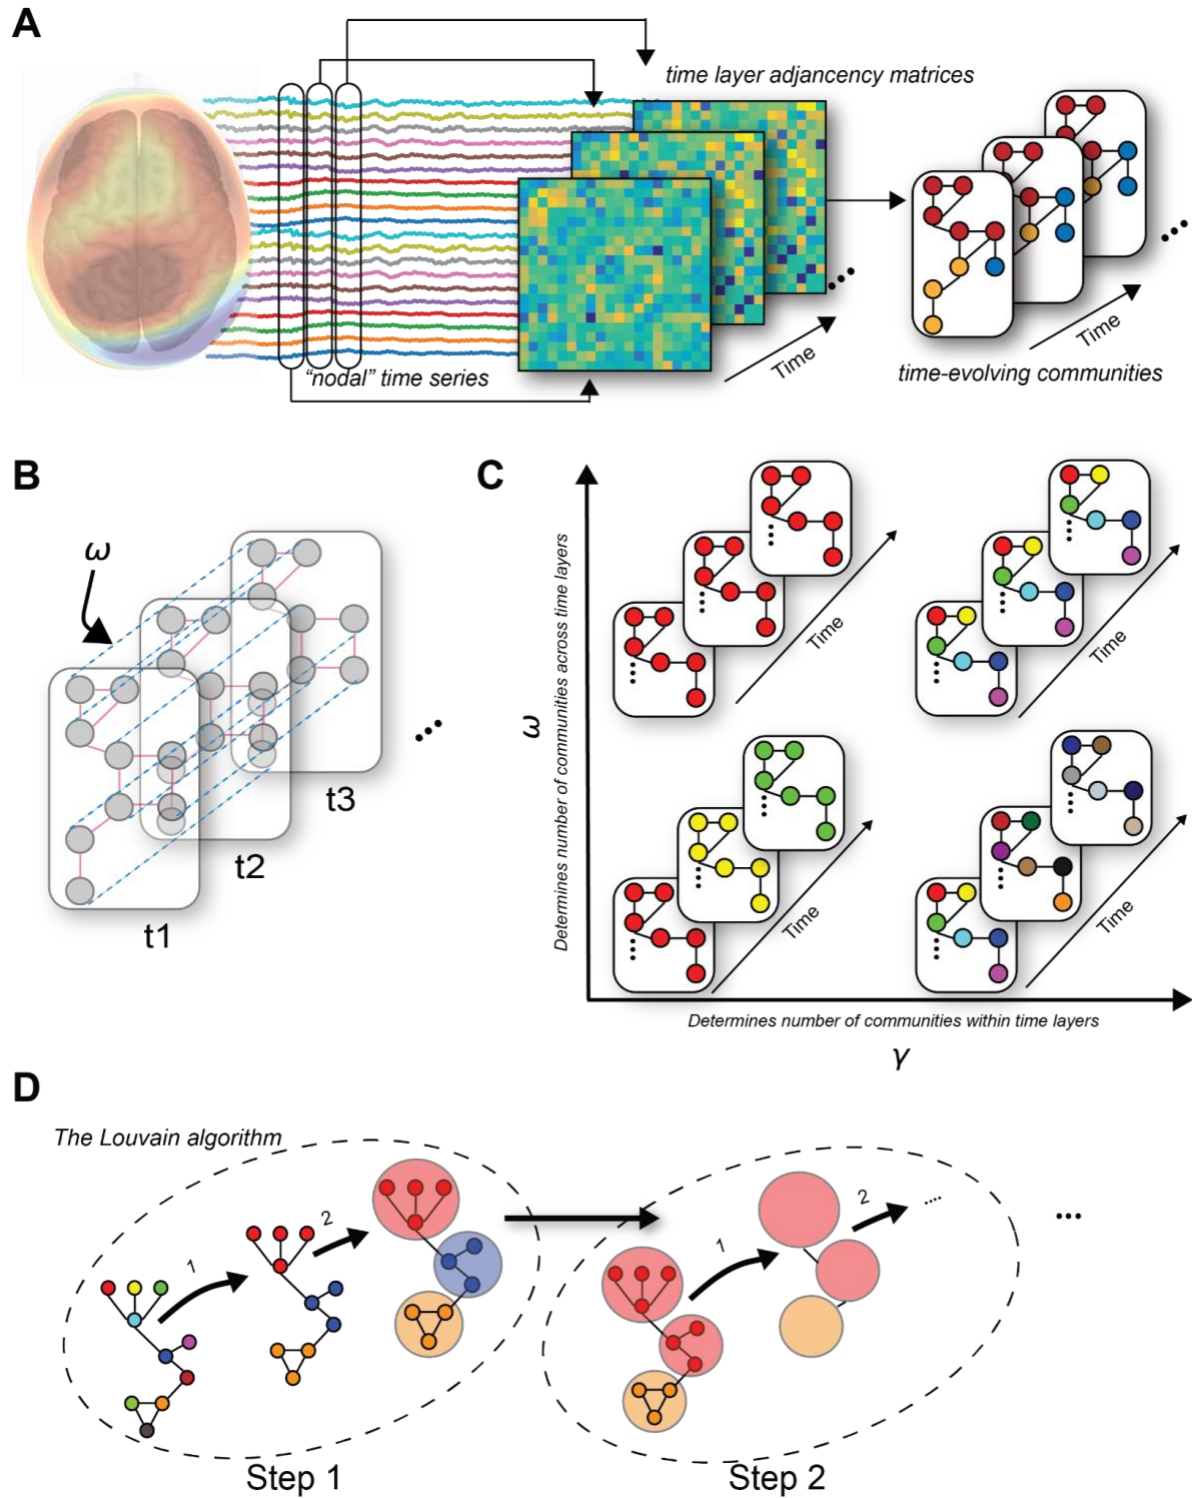 A
time layer adjancency matrices
"nodal" time series
Time
Time
time-evolving communities
B
ω
t1
t2
t3
C
ω
Determines number of communities across time layers
Time
Time
Time
Time
Determines number of communities within time layers
γ
D
The Louvain algorithm
1
2
1
2
Step 1
Step 2